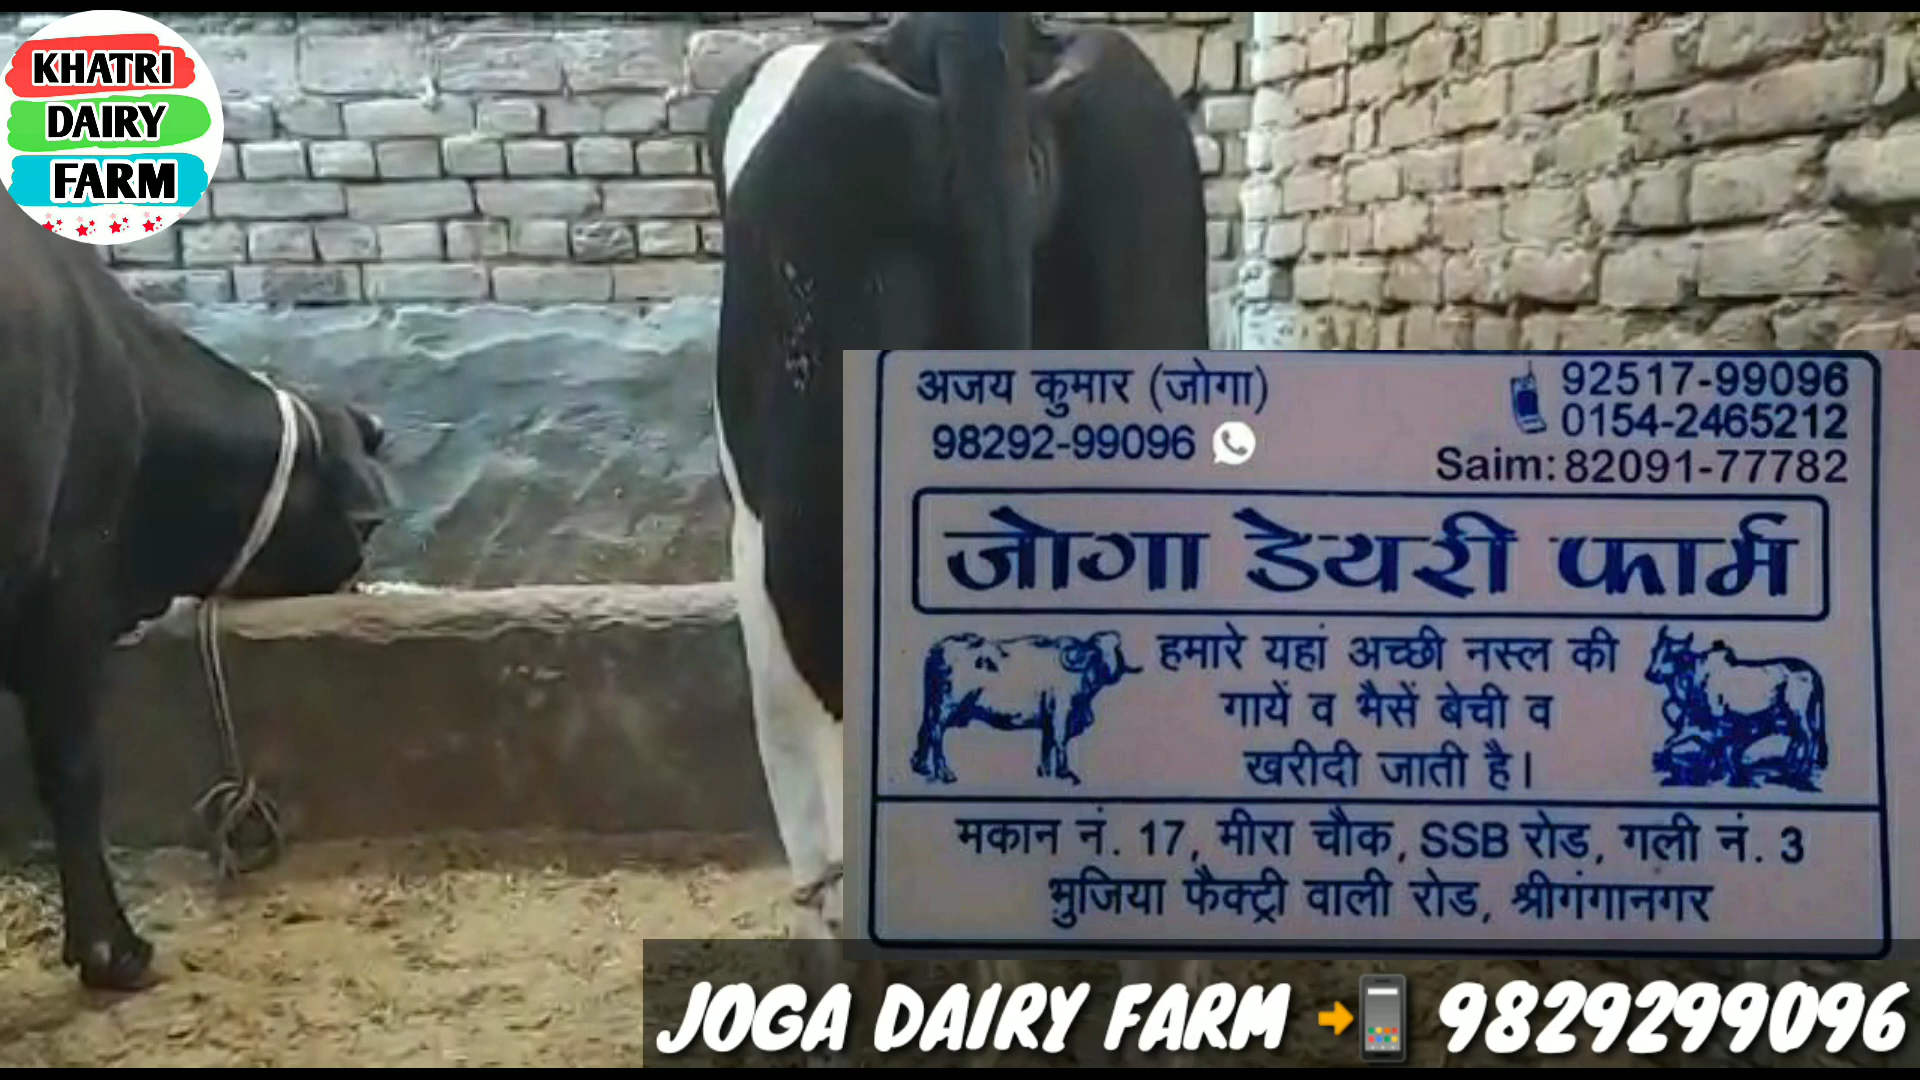 KHATRI
DAIRY
FARM
अजय कुमार (जोगा)
98292-99096
92517-99096
0154-2465212
Saim: 82091-77782
जोगा डेयरी फार्म
हमारे यहां अच्छी नस्ल की
गायें व भैसें बेची व
खरीदी जाती है।
मकान नं. 17, मीरा चौक, SSB रोड, गली नं. 3
भुजिया फैक्ट्री वाली रोड, श्रीगंगानगर
JOGA DAIRY FARM 9829299096